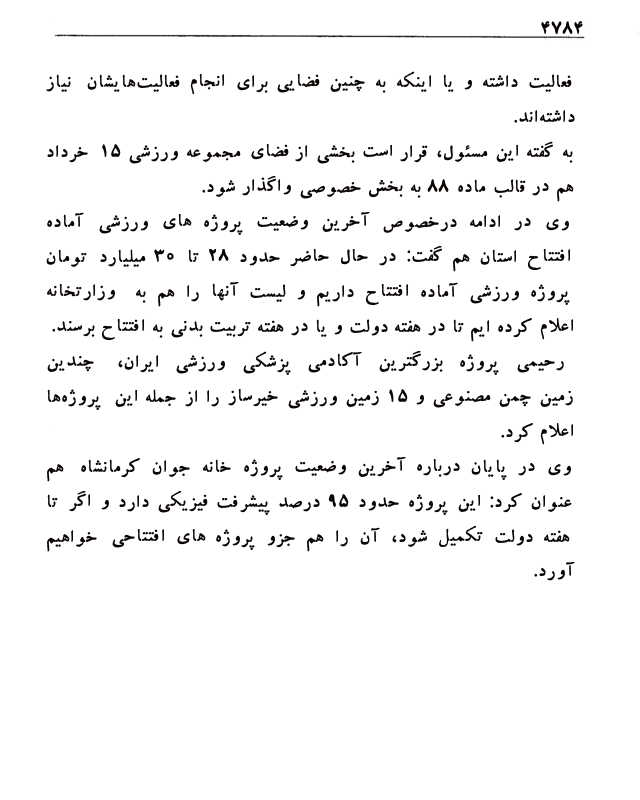 ۴۷۸۴
فعالیت داشته و یا اینکه به چنین فضایی برای انجام فعالیت‌هایشان نیاز
داشته‌اند.
به گفته این مسئول، قرار است بخشی از فضای مجموعه ورزشی ۱۵ خرداد
هم در قالب ماده ۸۸ به بخش خصوصی واگذار شود.
وی در ادامه درخصوص آخرین وضعیت پروژه های ورزشی آماده
افتتاح استان هم گفت: در حال حاضر حدود ۲۸ تا ۳۰ میلیارد تومان
پروژه ورزشی آماده افتتاح داریم و لیست آنها را هم به وزارتخانه
اعلام کرده ایم تا در هفته دولت و یا در هفته تربیت بدنی به افتتاح برسند.
رحیمی پروژه بزرگترین آکادمی پزشکی ورزشی ایران، چندین
زمین چمن مصنوعی و ۱۵ زمین ورزشی خیرساز را از جمله این پروژه‌ها
اعلام کرد.
وی در پایان درباره آخرین وضعیت پروژه خانه جوان کرمانشاه هم
عنوان کرد: این پروژه حدود ۹۵ درصد پیشرفت فیزیکی دارد و اگر تا
هفته دولت تکمیل شود، آن را هم جزو پروژه های افتتاحی خواهیم
آورد.